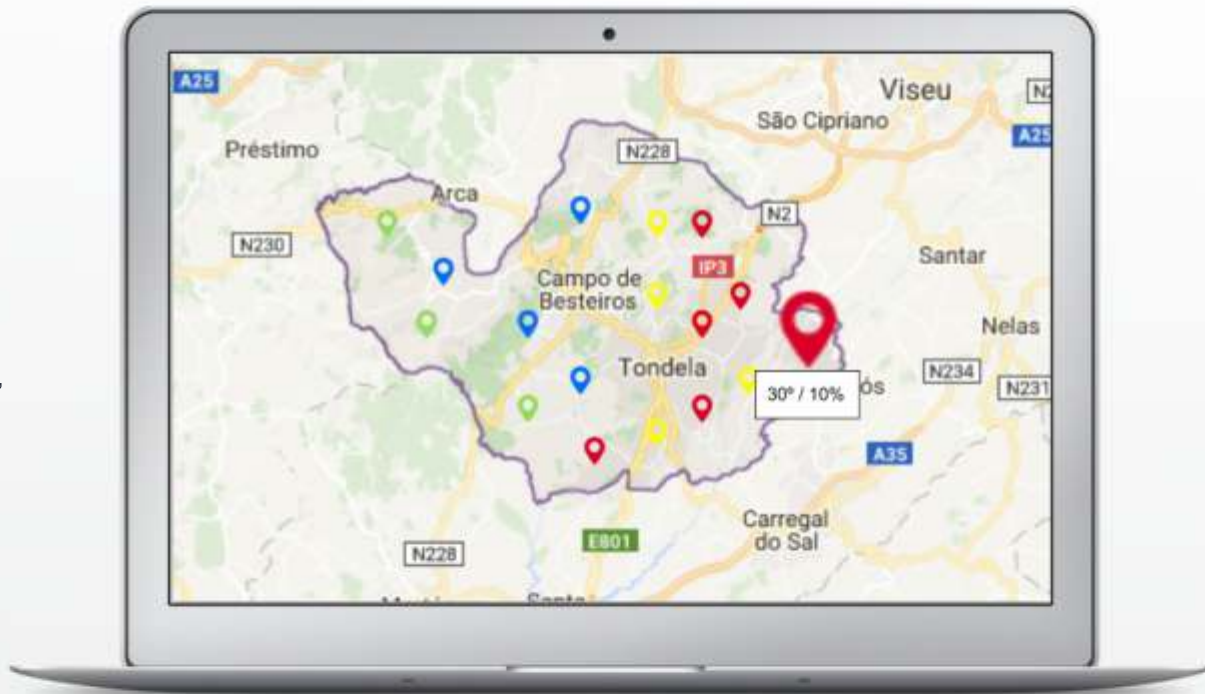 A25
Viseu
São Cipriano
A25
Préstimo
N228
Arca
N2
N230
IP3
Santar
Campo de
Besteiros
Nelas
Tondela
N234
30º / 10%
ós
N231
A35
Carregal
do Sal
E801
N228